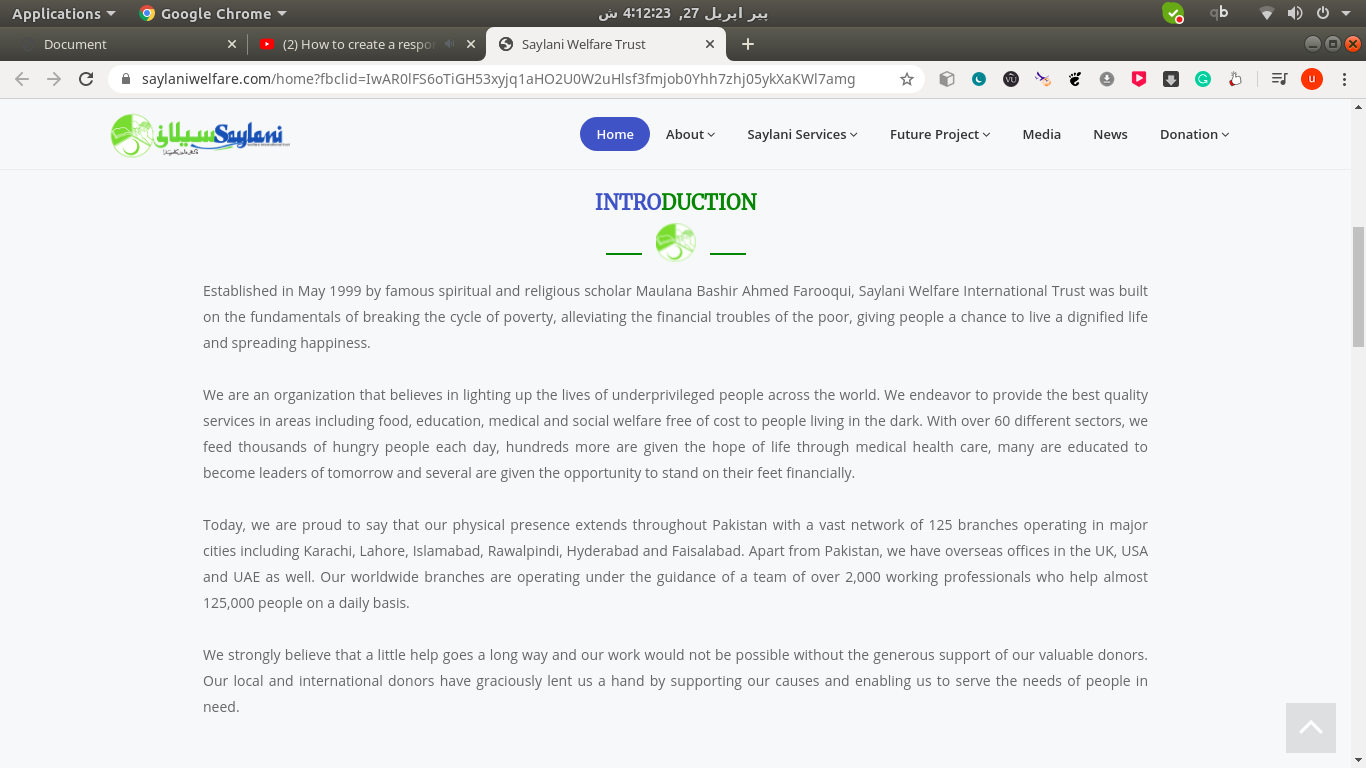 Applications
Google Chrome
پیر اپریل 27, 4:12:23 ش
qb
Document
(2) How to create a respo
Saylani Welfare Trust
saylaniwelfare.com/home?fbclid=IwAR0lFS6oTiGH53xyjq1aHO2U0W2uHlsf3fmjob0Yhh7zhj05ykXaKWl7amg
VU
u
سیلانی Saylani
Home
About
Saylani Services
Future Project
Media
News
Donation
INTRODUCTION
Established in May 1999 by famous spiritual and religious scholar Maulana Bashir Ahmed Farooqui, Saylani Welfare International Trust was built
on the fundamentals of breaking the cycle of poverty, alleviating the financial troubles of the poor, giving people a chance to live a dignified life
and spreading happiness.
We are an organization that believes in lighting up the lives of underprivileged people across the world. We endeavor to provide the best quality
services in areas including food, education, medical and social welfare free of cost to people living in the dark. With over 60 different sectors, we
feed thousands of hungry people each day, hundreds more are given the hope of life through medical health care, many are educated to
become leaders of tomorrow and several are given the opportunity to stand on their feet financially.
Today, we are proud to say that our physical presence extends throughout Pakistan with a vast network of 125 branches operating in major
cities including Karachi, Lahore, Islamabad, Rawalpindi, Hyderabad and Faisalabad. Apart from Pakistan, we have overseas offices in the UK, USA
and UAE as well. Our worldwide branches are operating under the guidance of a team of over 2,000 working professionals who help almost
125,000 people on a daily basis.
We strongly believe that a little help goes a long way and our work would not be possible without the generous support of our valuable donors.
Our local and international donors have graciously lent us a hand by supporting our causes and enabling us to serve the needs of people in
need.